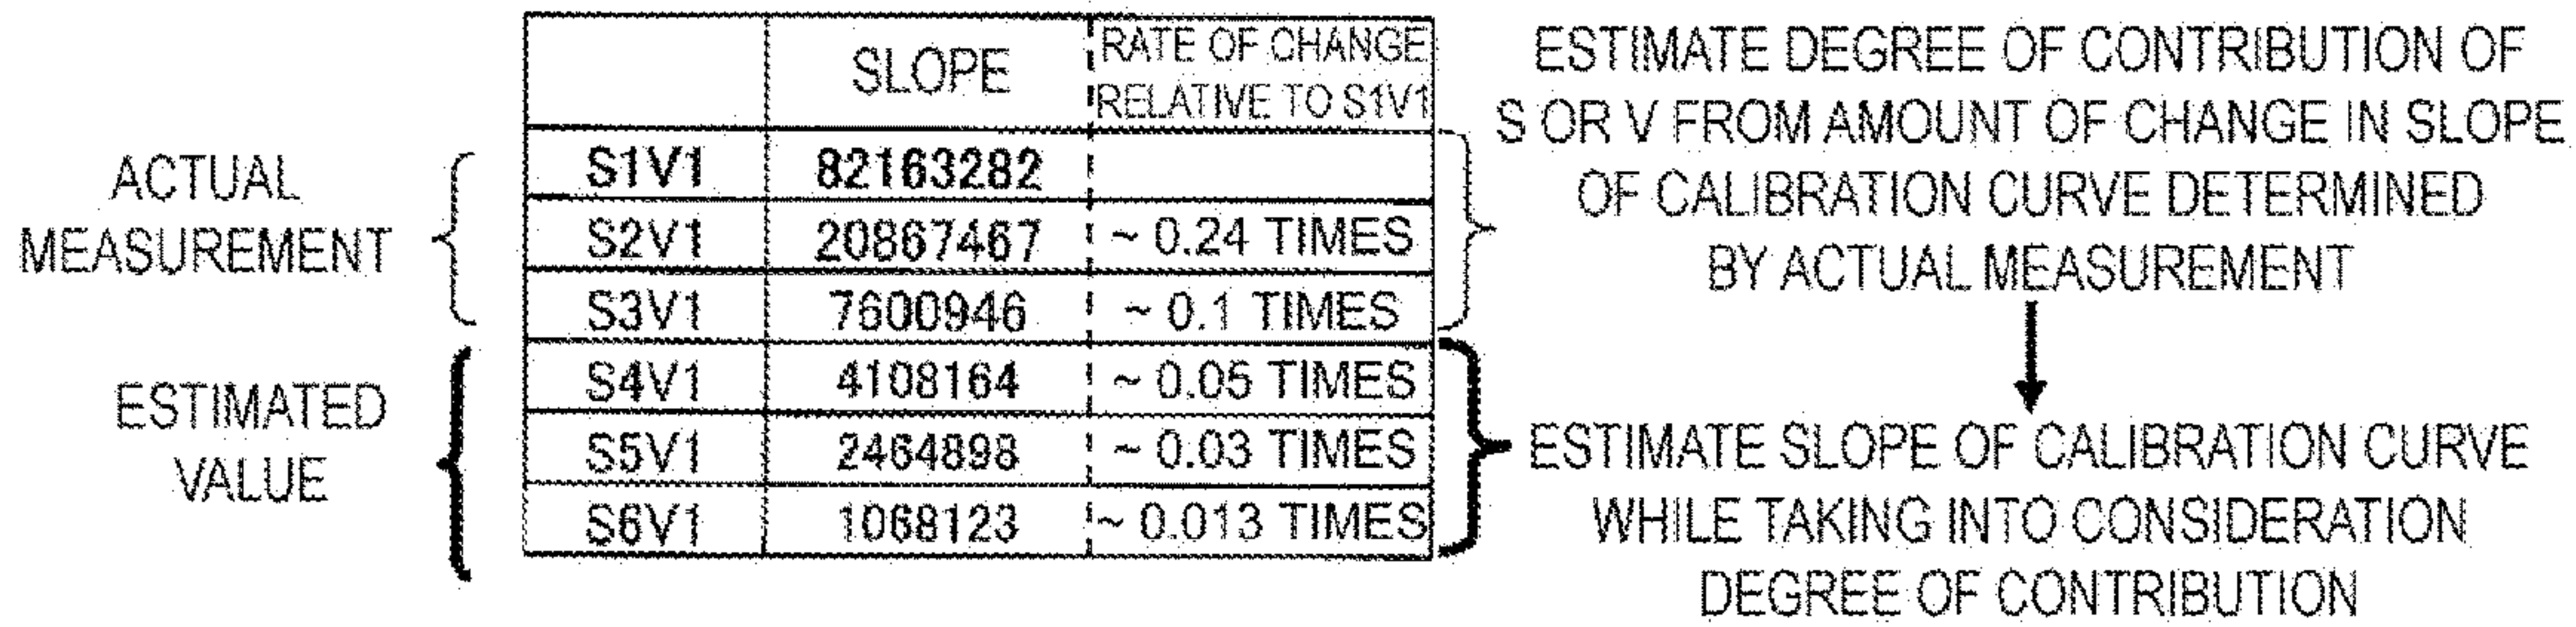 SLOPE
RATE OF CHANGE
RELATIVE TO S1V1
S1V1 82163282
S2V1 20867467 ~ 0.24 TIMES
S3V1 7600946 ~ 0.1 TIMES
S4V1 4108164 ~ 0.05 TIMES
S5V1 2464898 ~ 0.03 TIMES
S6V1 1068123 ~ 0.013 TIMES
ACTUAL
MEASUREMENT
ESTIMATED
VALUE
ESTIMATE DEGREE OF CONTRIBUTION OF
S OR V FROM AMOUNT OF CHANGE IN SLOPE
OF CALIBRATION CURVE DETERMINED
BY ACTUAL MEASUREMENT
ESTIMATE SLOPE OF CALIBRATION CURVE
WHILE TAKING INTO CONSIDERATION
DEGREE OF CONTRIBUTION